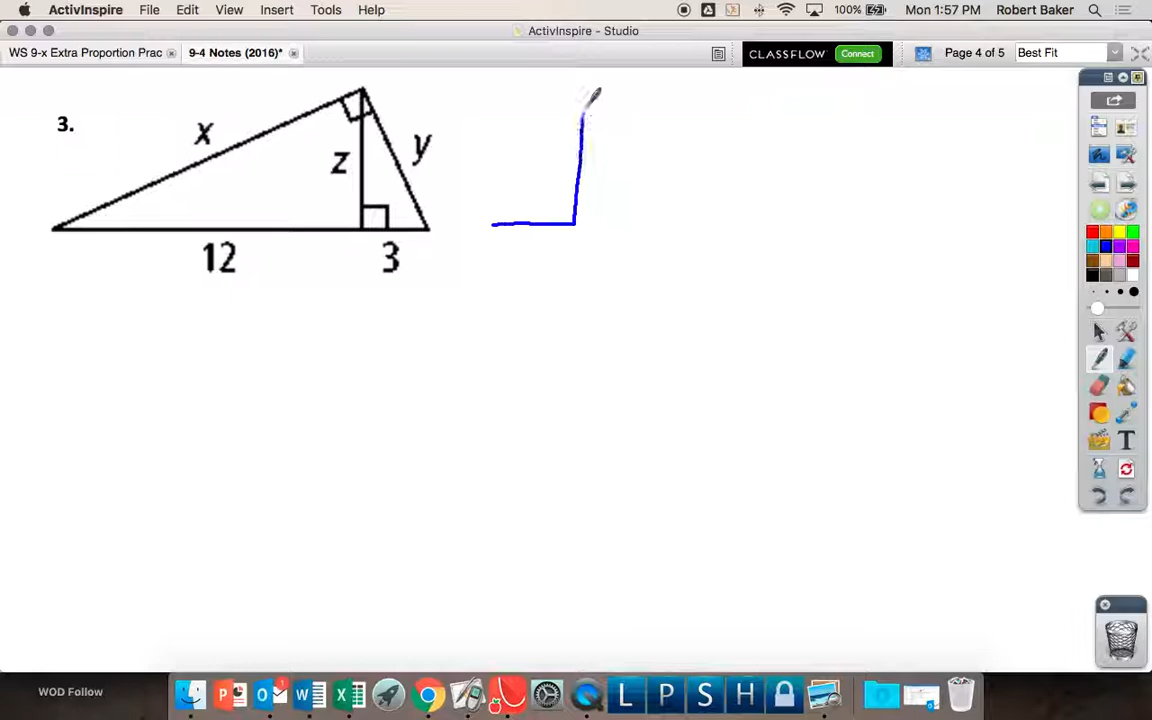 ActivInspire File Edit View Insert Tools Help 100% Mon 1:57 PM Robert Baker
ActivInspire - Studio
WS 9-x Extra Proportion Prac 9-4 Notes (2016)* CLASSFLOW Connect Page 4 of 5 Best Fit
3.
x
y
z
12
3
T
WOD Follow
P W X 1 L P S H